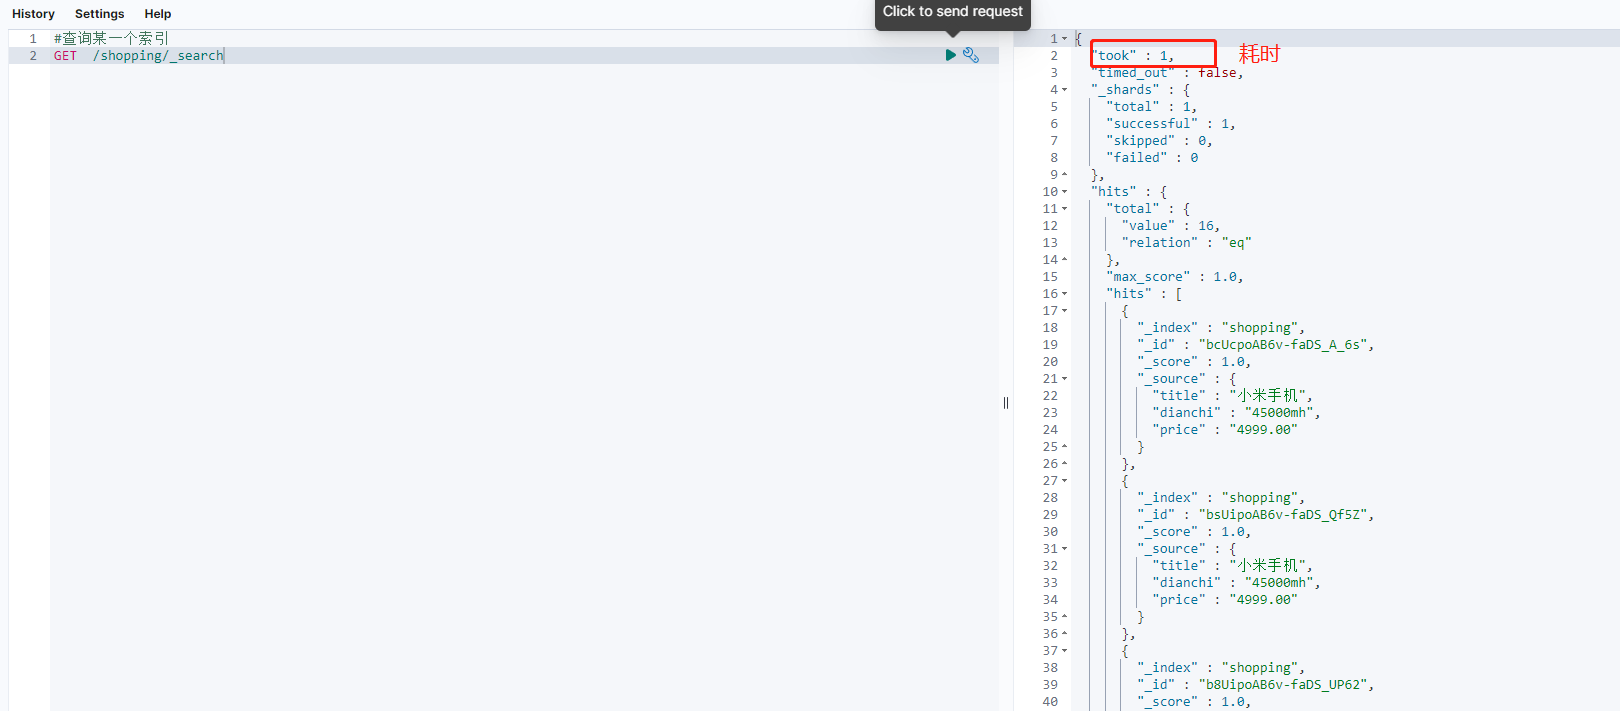 History Settings Help
Click to send request
1 #查询某一个索引
2 GET /shopping/_search
1 {
2 "took" : 1, 耗时
3 "timed_out" : false,
4 "_shards" : {
5 "total" : 1,
6 "successful" : 1,
7 "skipped" : 0,
8 "failed" : 0
9 },
10 "hits" : {
11 "total" : {
12 "value" : 16,
13 "relation" : "eq"
14 },
15 "max_score" : 1.0,
16 "hits" : [
17 {
18 "_index" : "shopping",
19 "_id" : "bcUcpoAB6v-faDS_A_6s",
20 "_score" : 1.0,
21 "_source" : {
22 "title" : "小米手机",
23 "dianchi" : "45000mh",
24 "price" : "4999.00"
25 }
26 },
27 {
28 "_index" : "shopping",
29 "_id" : "bsUipoAB6v-faDS_Qf5Z",
30 "_score" : 1.0,
31 "_source" : {
32 "title" : "小米手机",
33 "dianchi" : "45000mh",
34 "price" : "4999.00"
35 }
36 },
37 {
38 "_index" : "shopping",
39 "_id" : "b8UipoAB6v-faDS_UP62",
40 "_score" : 1.0,